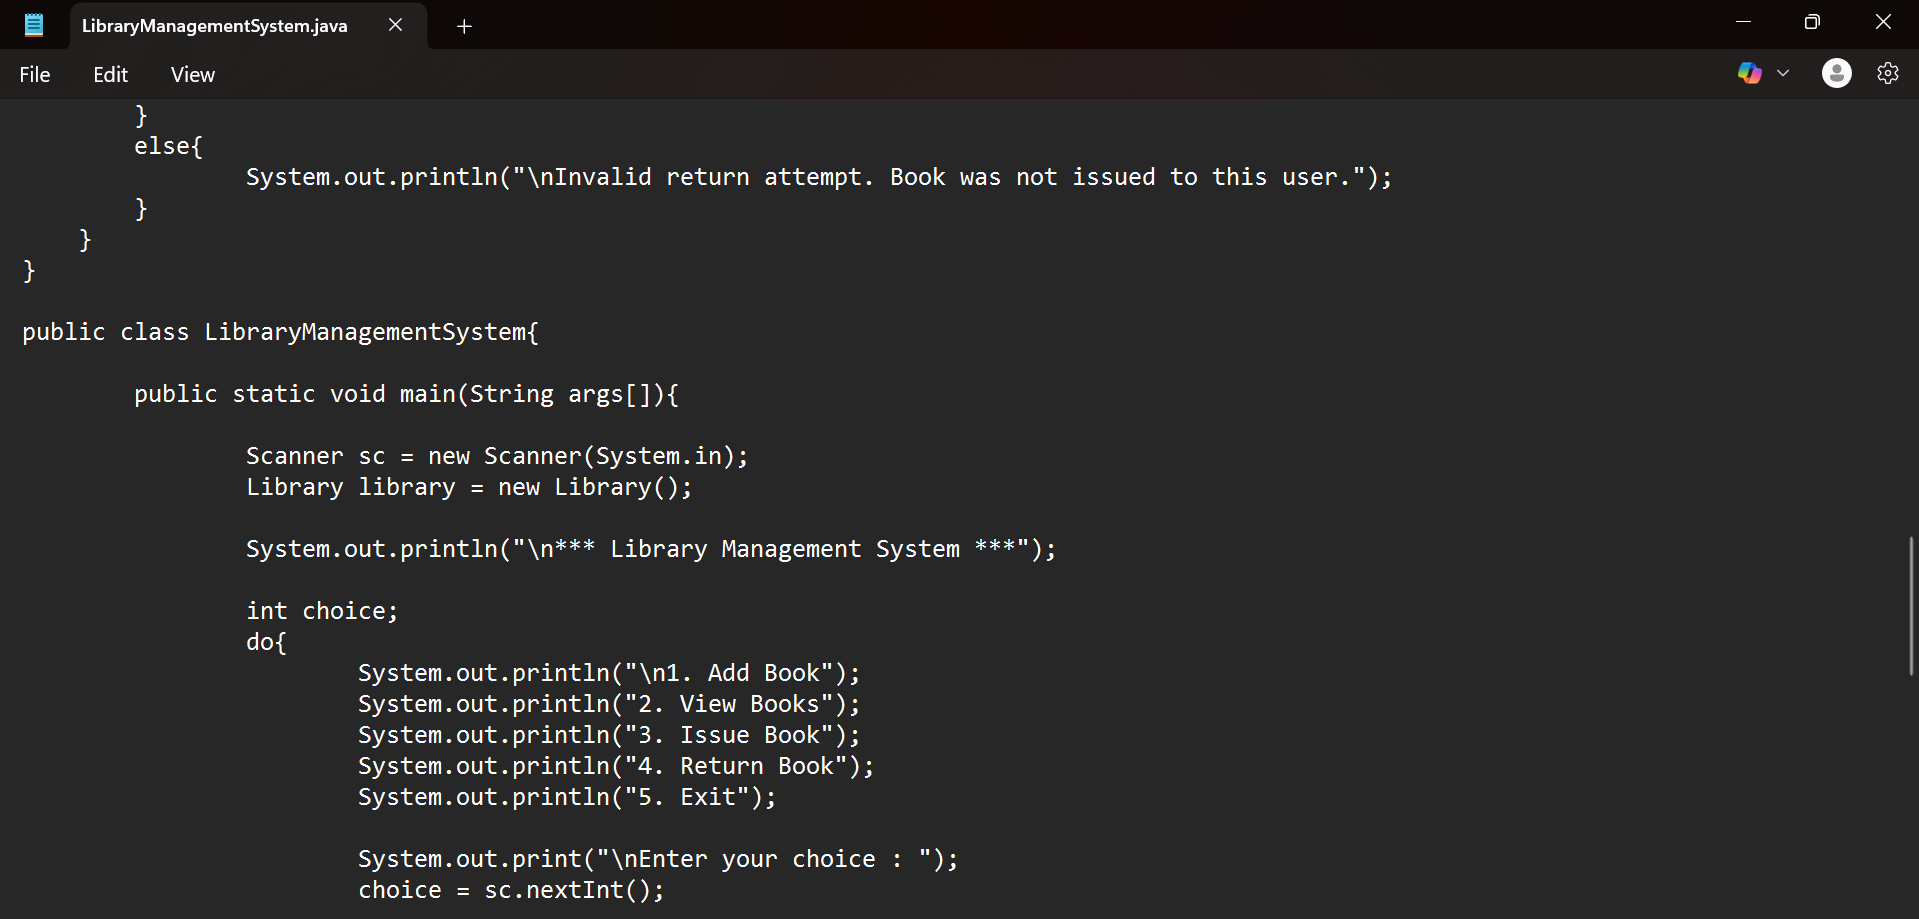 LibraryManagementSystem.java
File Edit View
}
else{
System.out.println("\nInvalid return attempt. Book was not issued to this user.");
}
}
}
public class LibraryManagementSystem{
public static void main(String args[]){
Scanner sc = new Scanner(System.in);
Library library = new Library();
System.out.println("\n*** Library Management System ***");
int choice;
do{
System.out.println("\n1. Add Book");
System.out.println("2. View Books");
System.out.println("3. Issue Book");
System.out.println("4. Return Book");
System.out.println("5. Exit");
System.out.print("\nEnter your choice : ");
choice = sc.nextInt();